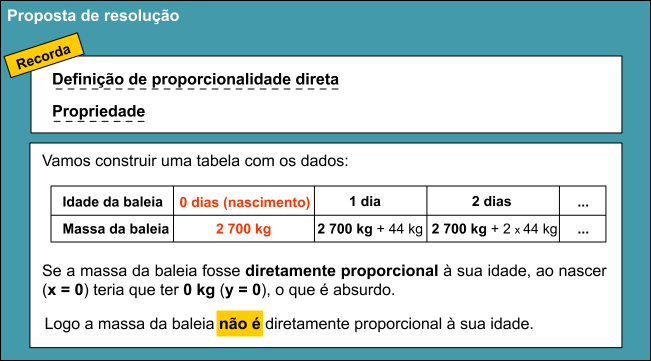 Proposta de resolução
Recorda
Definição de proporcionalidade direta
Propriedade
Vamos construir uma tabela com os dados:
Idade da baleia 0 dias (nascimento) 1 dia 2 dias ...
Massa da baleia 2 700 kg 2 700 kg + 44 kg 2 700 kg + 2 x 44 kg ...
Se a massa da baleia fosse diretamente proporcional à sua idade, ao nascer
(x = 0) teria que ter 0 kg (y = 0), o que é absurdo.
Logo a massa da baleia não é diretamente proporcional à sua idade.